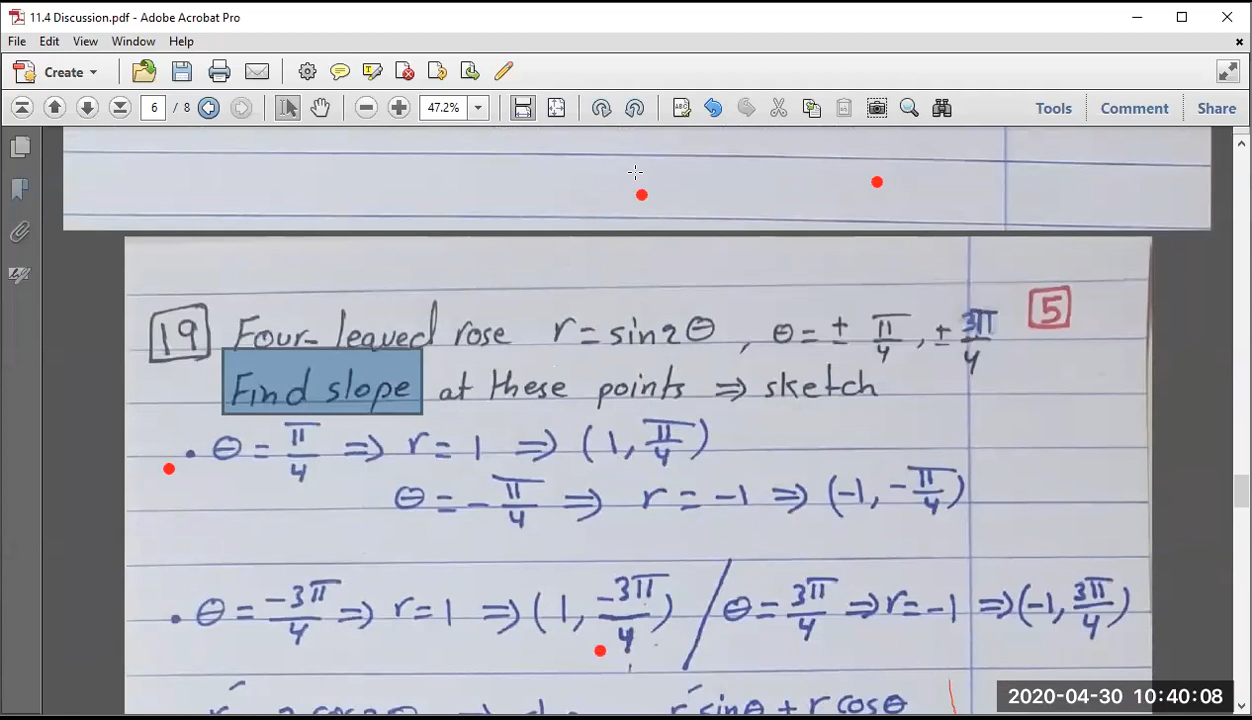 11.4 Discussion.pdf - Adobe Acrobat Pro
File Edit View Window Help
Create
6 / 8 47.2% Tools Comment Share
19 Four-leaved rose r = sin2θ , θ = ± π/4 , ± 3π/4 5
Find slope at these points ⇒ sketch
• θ = π/4 ⇒ r = 1 ⇒ (1, π/4)
θ = -π/4 ⇒ r = -1 ⇒ (-1, -π/4)
• θ = -3π/4 ⇒ r = 1 ⇒ (1, -3π/4) / θ = 3π/4 ⇒ r = -1 ⇒ (-1, 3π/4)
r′ sinθ + r cosθ
2020-04-30 10:40:08